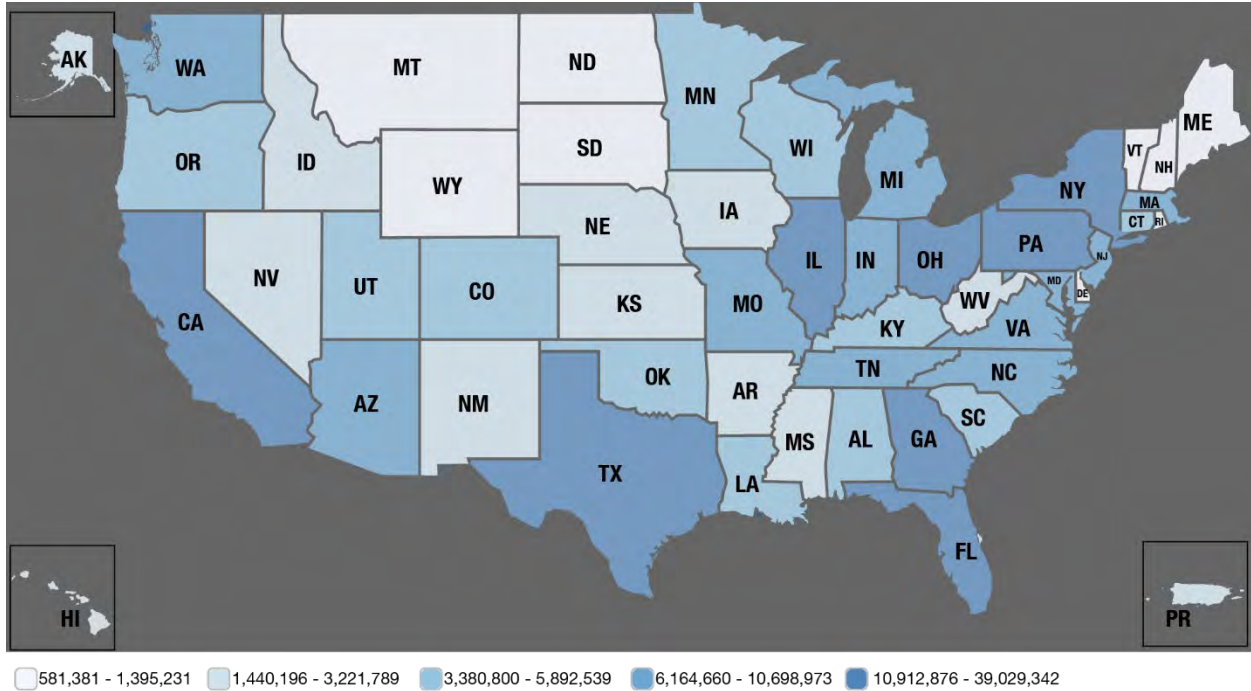 AK
WA
MT
ND
MN
ME
VT
NH
OR
ID
SD
WI
MI
NY
MA
WY
CT
RI
IA
NE
PA
NJ
NV
UT
CO
IL
IN
OH
MD
DE
WV
CA
KS
MO
KY
VA
TN
NC
AZ
NM
OK
AR
SC
MS
AL
GA
TX
LA
FL
HI
PR
581,381 - 1,395,231
1,440,196 - 3,221,789
3,380,800 - 5,892,539
6,164,660 - 10,698,973
10,912,876 - 39,029,342